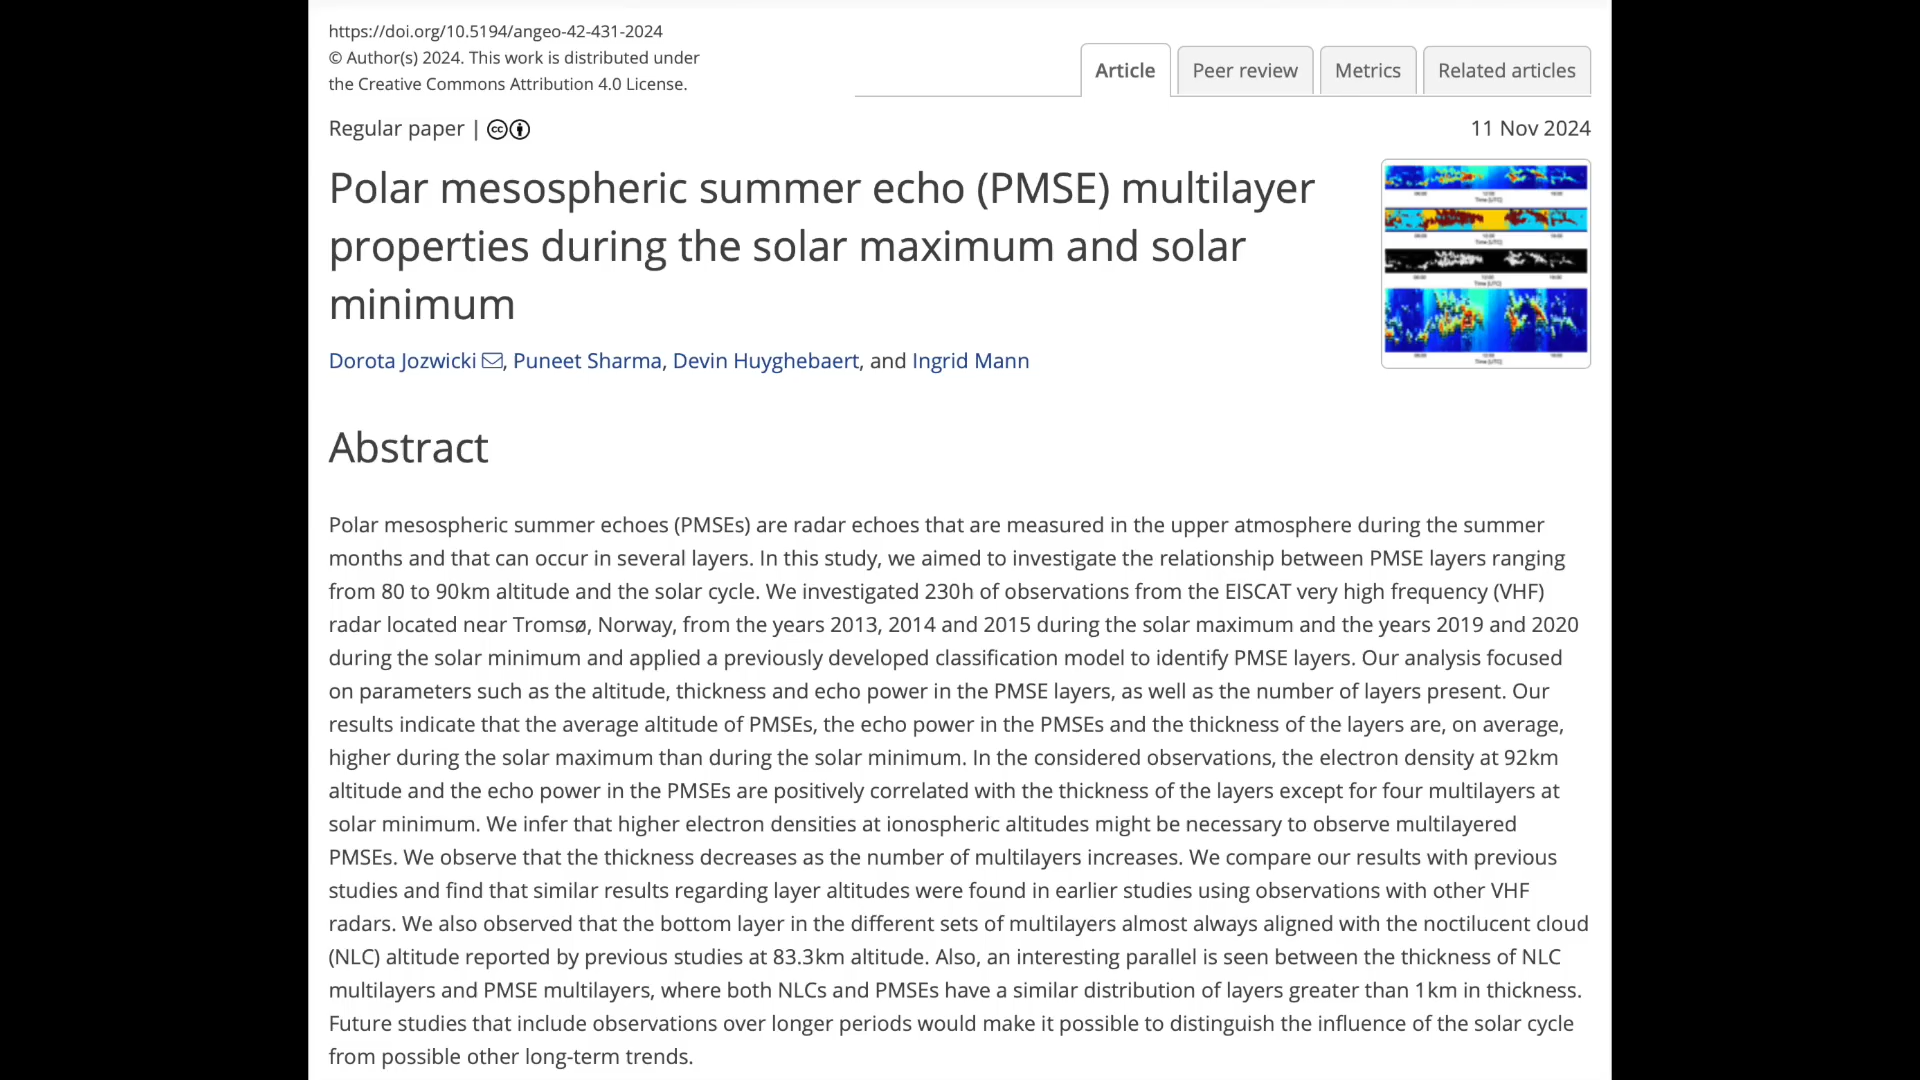 https://doi.org/10.5194/angeo-42-431-2024
© Author(s) 2024. This work is distributed under
the Creative Commons Attribution 4.0 License.
Article
Peer review
Metrics
Related articles
Regular paper |
11 Nov 2024
Polar mesospheric summer echo (PMSE) multilayer
properties during the solar maximum and solar
minimum
Dorota Jozwicki, Puneet Sharma, Devin Huyghebaert, and Ingrid Mann
Abstract
Polar mesospheric summer echoes (PMSEs) are radar echoes that are measured in the upper atmosphere during the summer
months and that can occur in several layers. In this study, we aimed to investigate the relationship between PMSE layers ranging
from 80 to 90km altitude and the solar cycle. We investigated 230h of observations from the EISCAT very high frequency (VHF)
radar located near Tromsø, Norway, from the years 2013, 2014 and 2015 during the solar maximum and the years 2019 and 2020
during the solar minimum and applied a previously developed classification model to identify PMSE layers. Our analysis focused
on parameters such as the altitude, thickness and echo power in the PMSE layers, as well as the number of layers present. Our
results indicate that the average altitude of PMSEs, the echo power in the PMSEs and the thickness of the layers are, on average,
higher during the solar maximum than during the solar minimum. In the considered observations, the electron density at 92km
altitude and the echo power in the PMSEs are positively correlated with the thickness of the layers except for four multilayers at
solar minimum. We infer that higher electron densities at ionospheric altitudes might be necessary to observe multilayered
PMSEs. We observe that the thickness decreases as the number of multilayers increases. We compare our results with previous
studies and find that similar results regarding layer altitudes were found in earlier studies using observations with other VHF
radars. We also observed that the bottom layer in the different sets of multilayers almost always aligned with the noctilucent cloud
(NLC) altitude reported by previous studies at 83.3km altitude. Also, an interesting parallel is seen between the thickness of NLC
multilayers and PMSE multilayers, where both NLCs and PMSEs have a similar distribution of layers greater than 1km in thickness.
Future studies that include observations over longer periods would make it possible to distinguish the influence of the solar cycle
from possible other long-term trends.